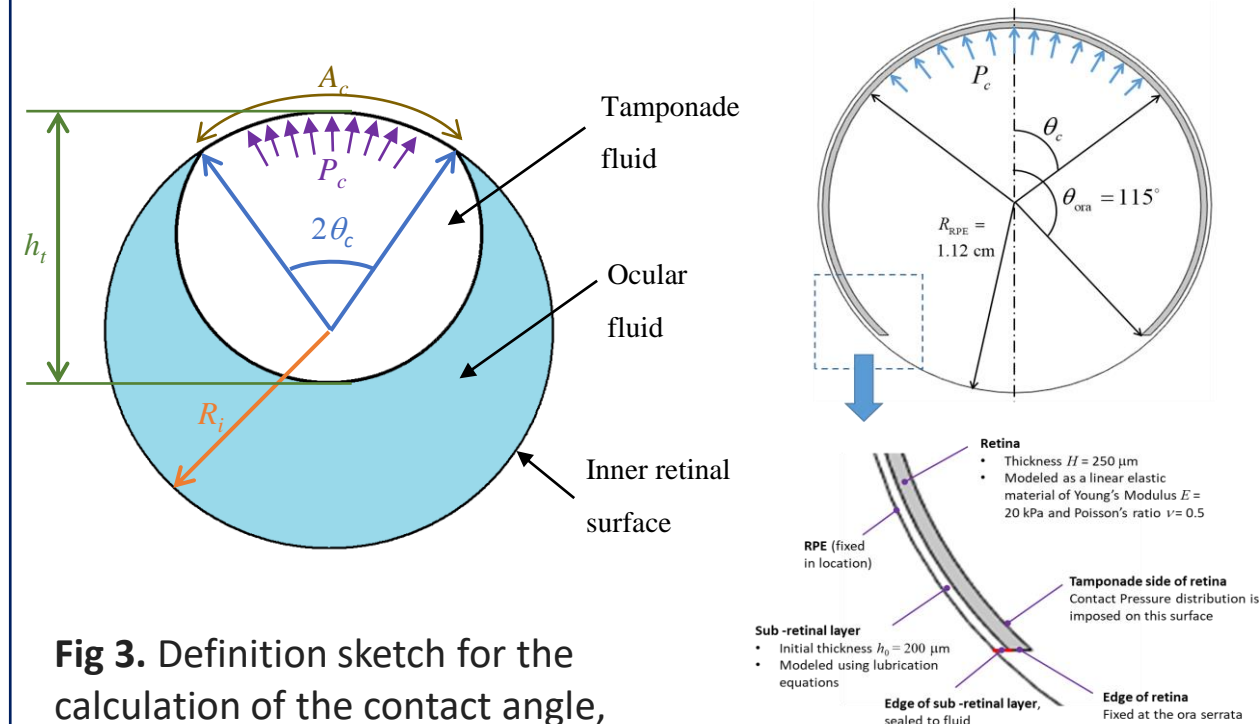 A_c
P_c
Tamponade
fluid
2θ_c
h_t
Ocular
fluid
R_i
Inner retinal
surface
Fig 3. Definition sketch for the
calculation of the contact angle,
P_c
θ_c
θ_ora = 115°
R_RPE =
1.12 cm
Retina
• Thickness H = 250 μm
• Modeled as a linear elastic
material of Young's Modulus E =
20 kPa and Poisson's ratio ν = 0.5
RPE (fixed
in location)
Tamponade side of retina
Contact Pressure distribution is
imposed on this surface
Sub -retinal layer
• Initial thickness h₀ = 200 μm
• Modeled using lubrication
equations
Edge of sub -retinal layer,
sealed to fluid
Edge of retina
Fixed at the ora serrata